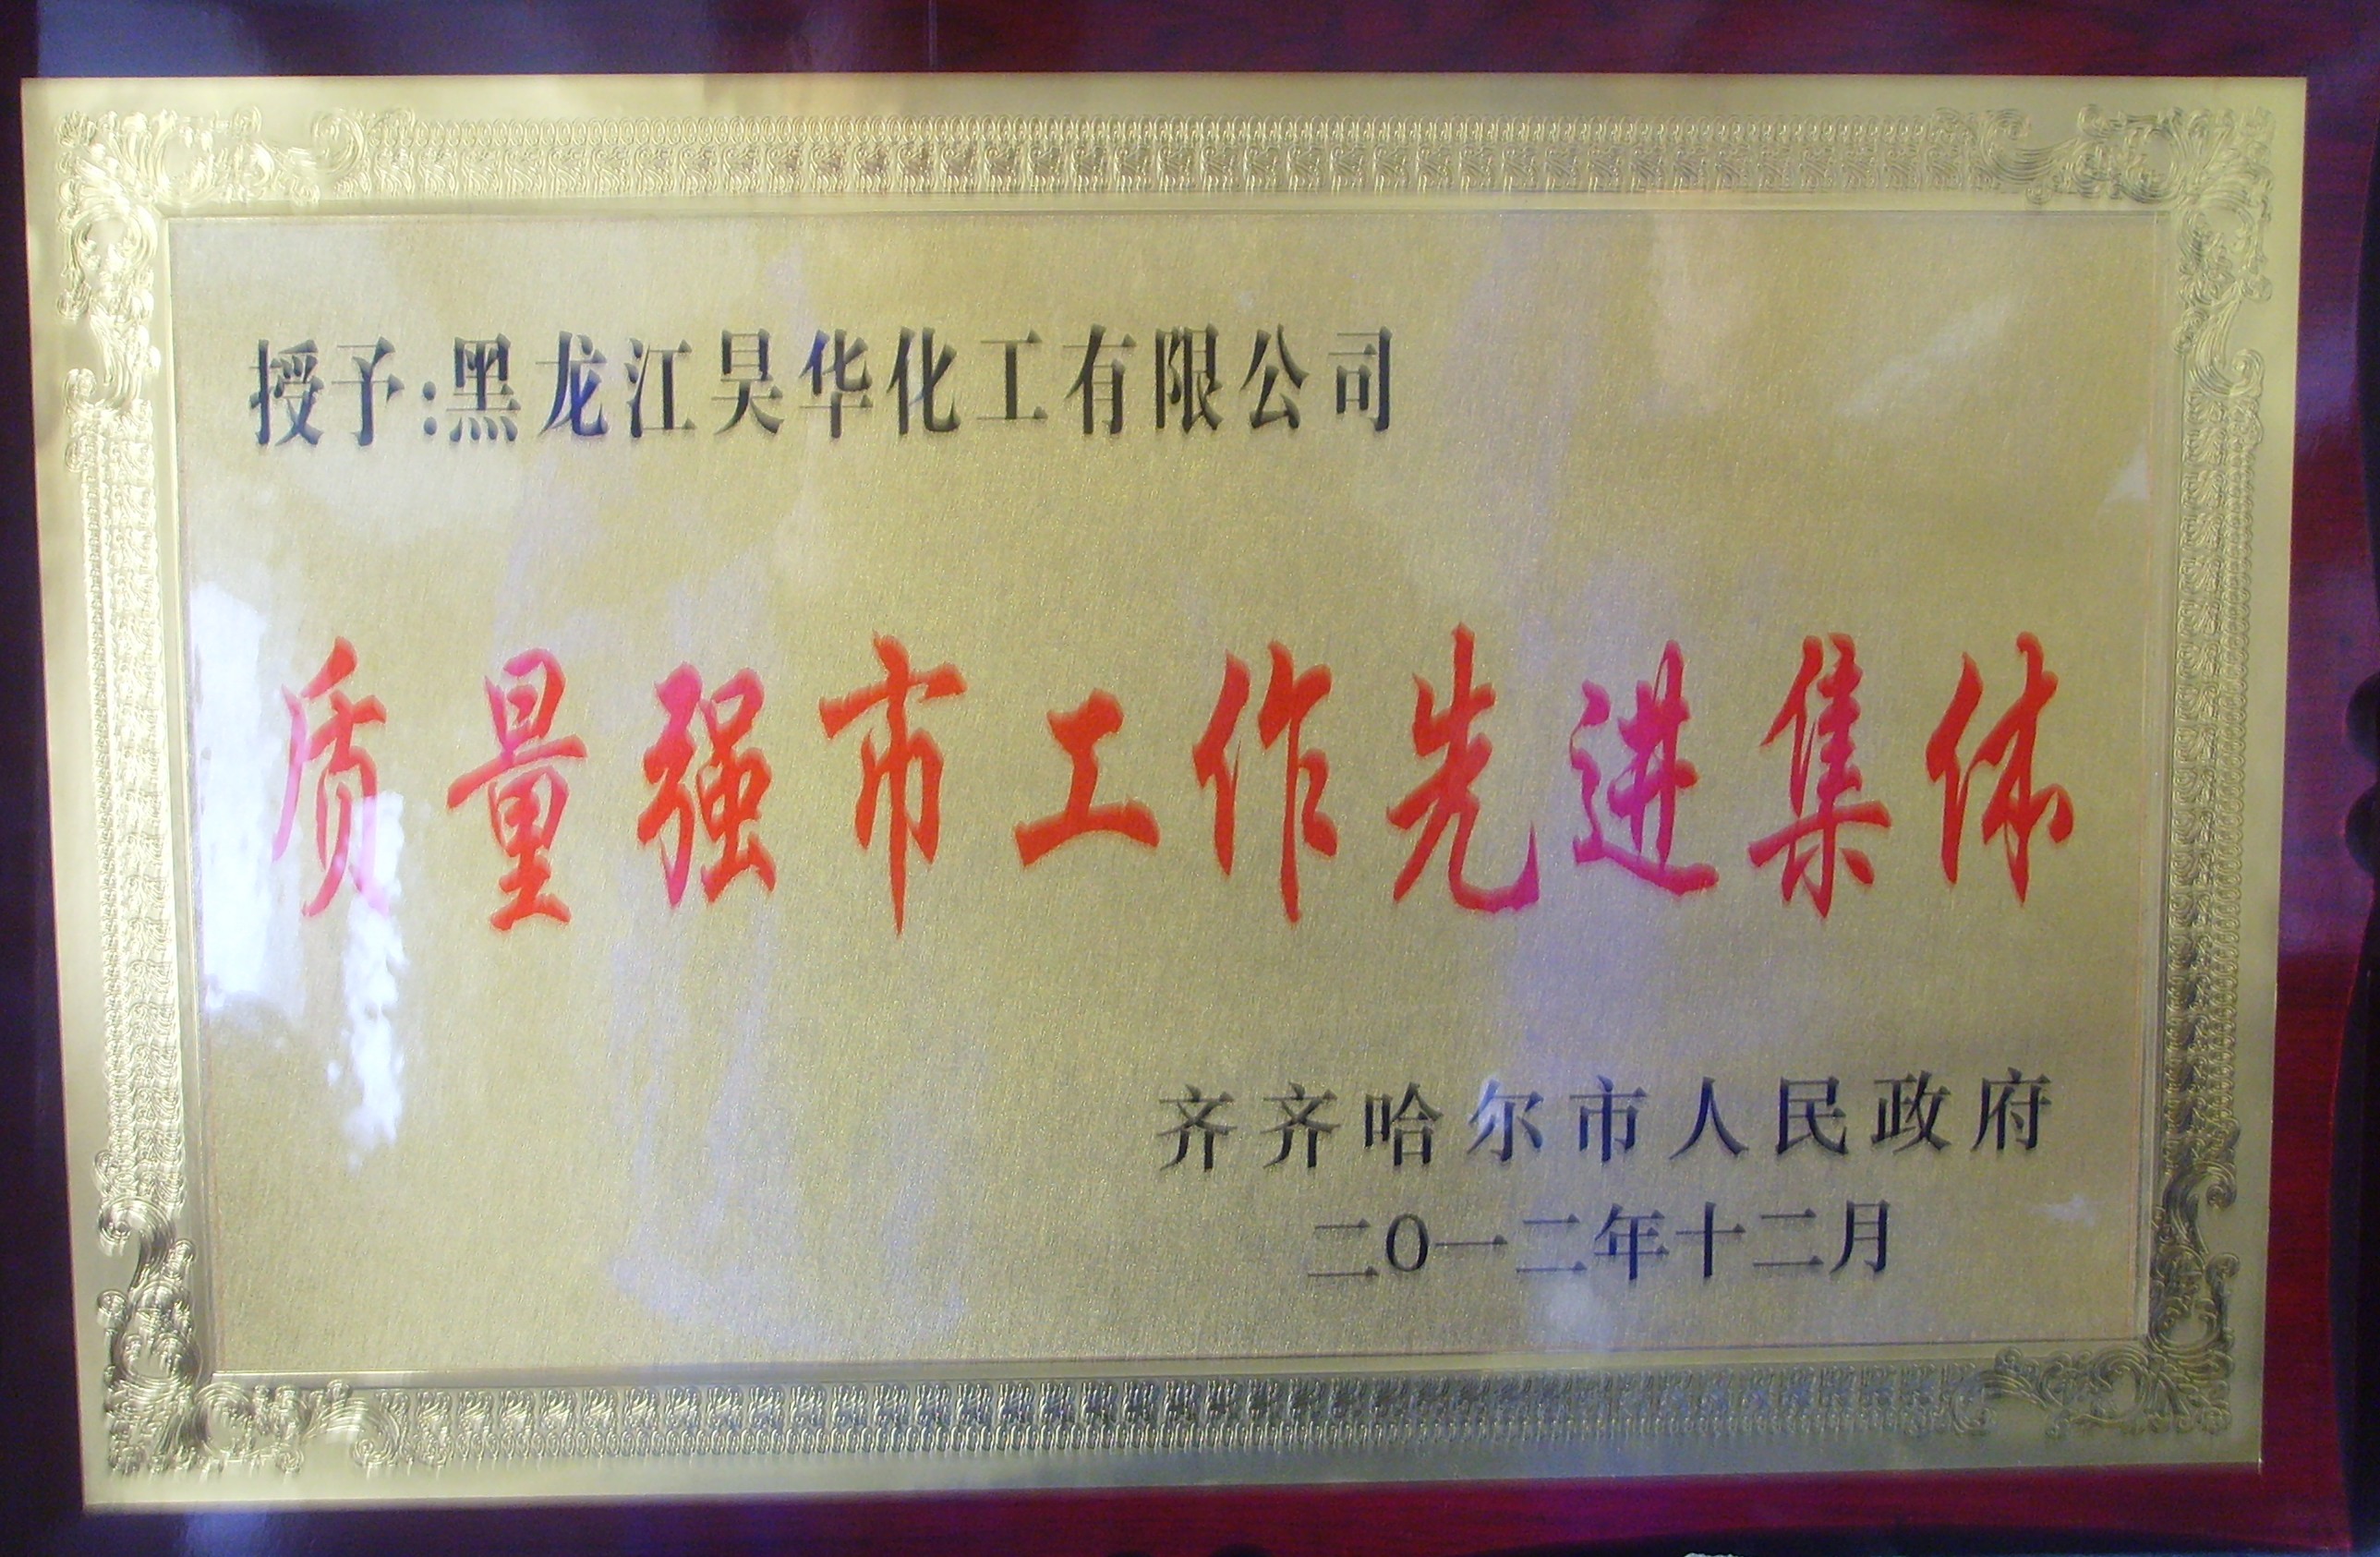 授予:黑龙江昊华化工有限公司
质量强市工作先进集体
齐齐哈尔市人民政府
二0一二年十二月